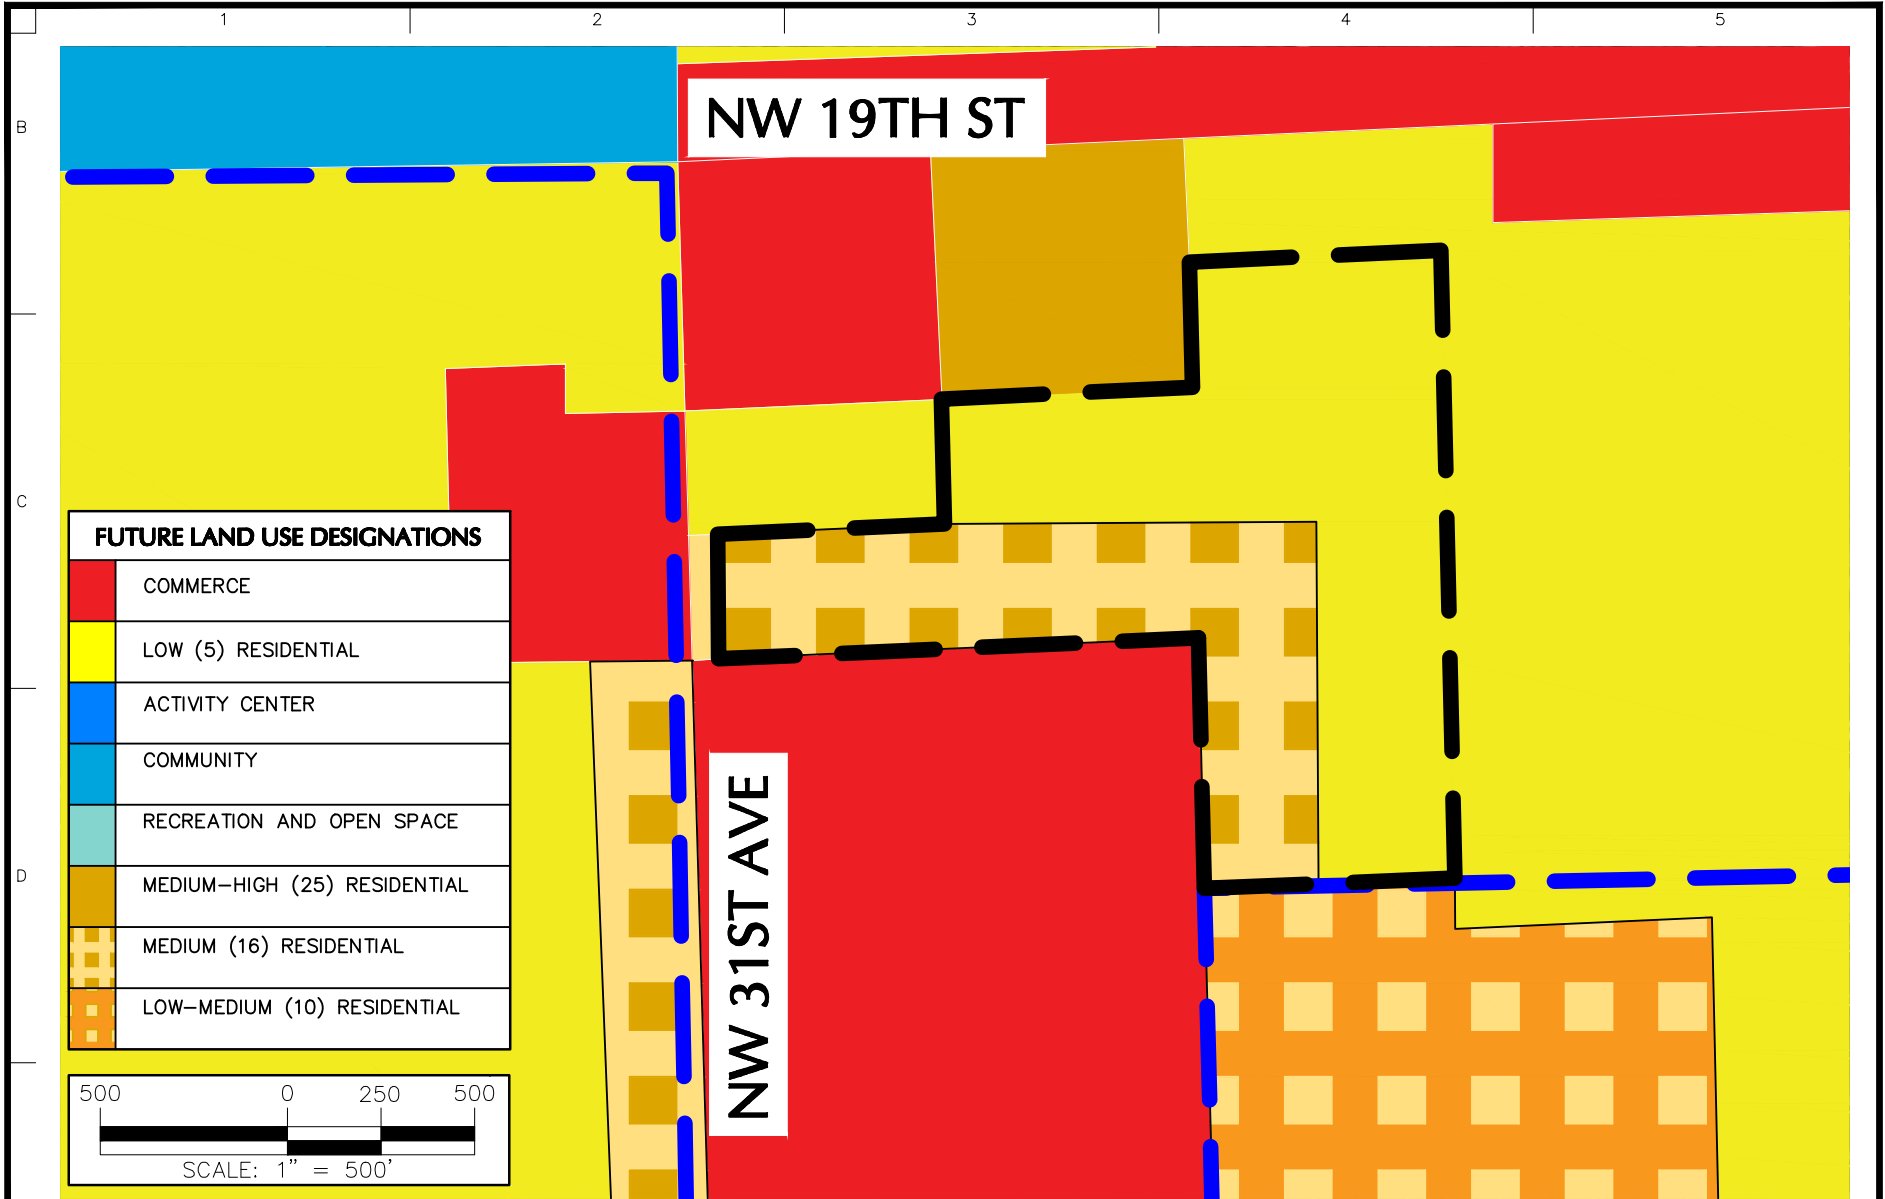 1 2 3 4 5
B
NW 19TH ST
C
FUTURE LAND USE DESIGNATIONS
COMMERCE
LOW (5) RESIDENTIAL
ACTIVITY CENTER
COMMUNITY
RECREATION AND OPEN SPACE
MEDIUM-HIGH (25) RESIDENTIAL
MEDIUM (16) RESIDENTIAL
LOW-MEDIUM (10) RESIDENTIAL
NW 31ST AVE
D
500 0 250 500
SCALE: 1" = 500'